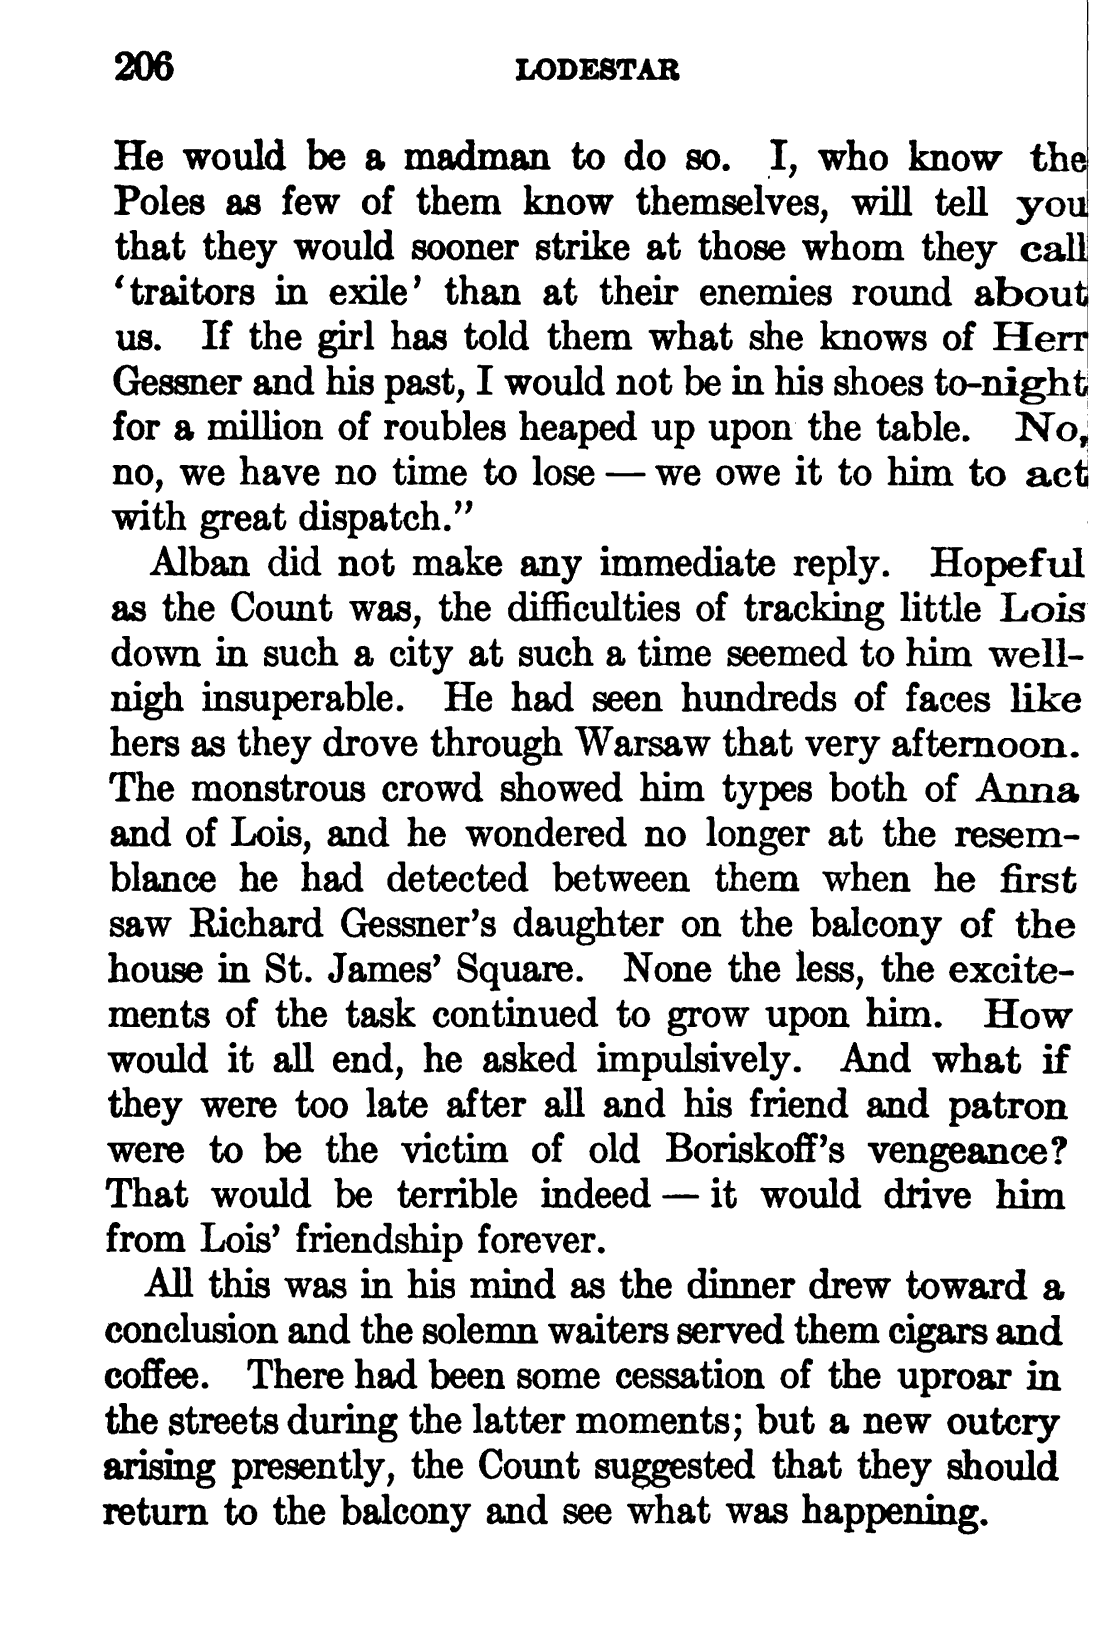 206 LODESTAR
He would be a madman to do so. I, who know the
Poles as few of them know themselves, will tell you
that they would sooner strike at those whom they call
‘traitors in exile’ than at their enemies round about
us. If the girl has told them what she knows of Herr
Gessner and his past, I would not be in his shoes to-night
for a million of roubles heaped up upon the table. No,
no, we have no time to lose — we owe it to him to act
with great dispatch.”
Alban did not make any immediate reply. Hopeful
as the Count was, the difficulties of tracking little Lois
down in such a city at such a time seemed to him well-
nigh insuperable. He had seen hundreds of faces like
hers as they drove through Warsaw that very afternoon.
The monstrous crowd showed him types both of Anna
and of Lois, and he wondered no longer at the resem-
blance he had detected between them when he first
saw Richard Gessner’s daughter on the balcony of the
house in St. James’ Square. None the less, the excite-
ments of the task continued to grow upon him. How
would it all end, he asked impulsively. And what if
they were too late after all and his friend and patron
were to be the victim of old Boriskoff’s vengeance?
That would be terrible indeed — it would drive him
from Lois’ friendship forever.
All this was in his mind as the dinner drew toward a
conclusion and the solemn waiters served them cigars and
coffee. There had been some cessation of the uproar in
the streets during the latter moments; but a new outcry
arising presently, the Count suggested that they should
return to the balcony and see what was happening.